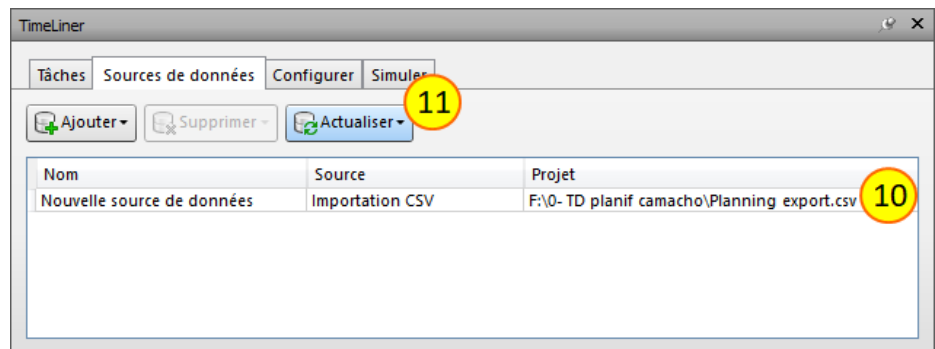 TimeLiner
Tâches Sources de données Configurer Simuler
11
Ajouter Supprimer Actualiser
Nom Source Projet
Nouvelle source de données Importation CSV F:\0- TD planif camacho\Planning export.csv 10